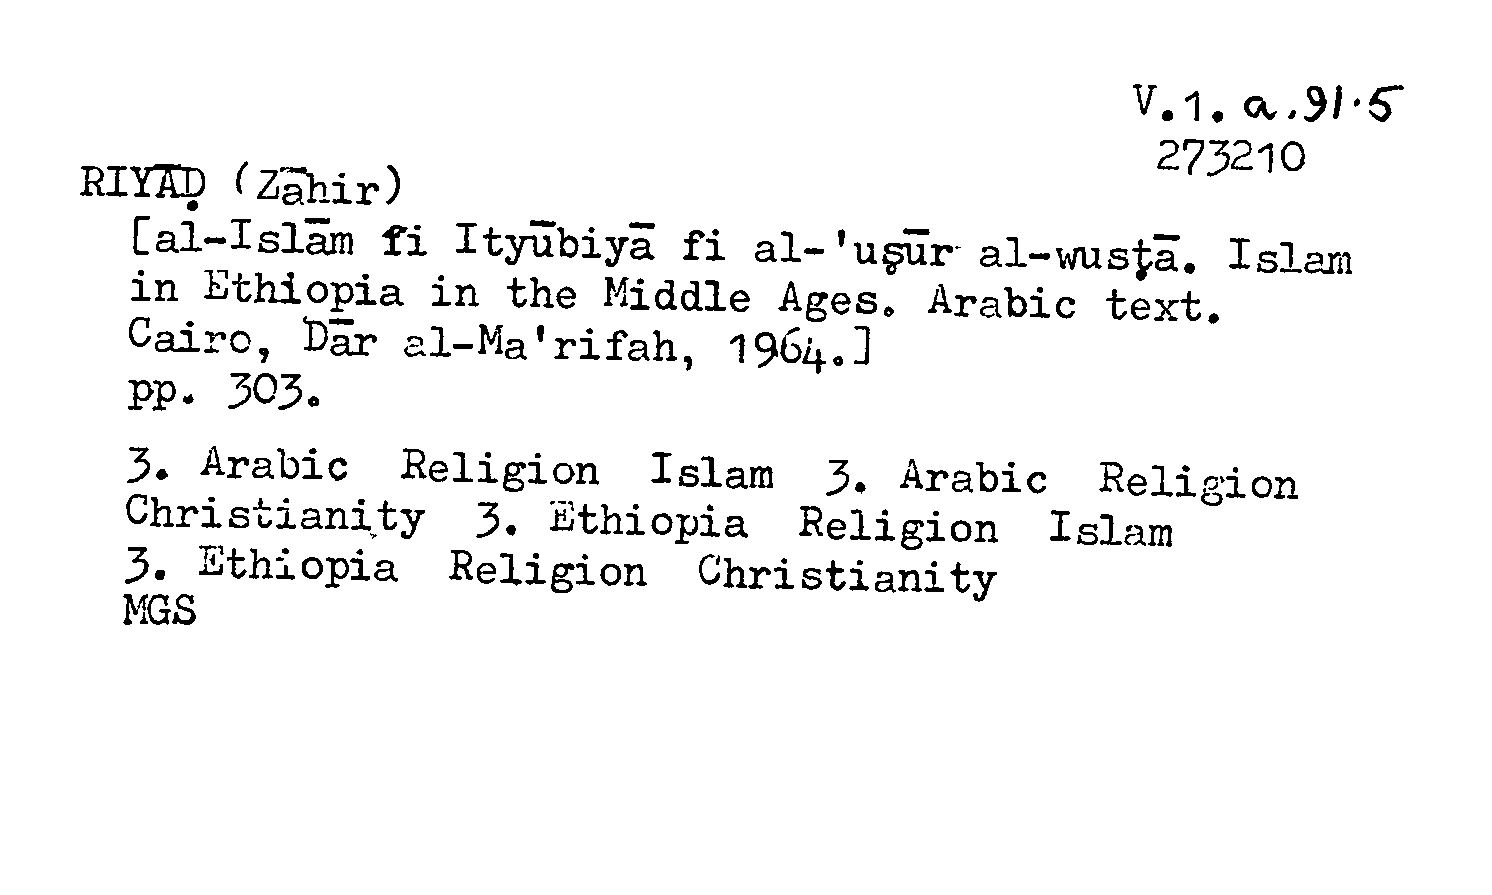 V.1. a.91.5
273210
RIYĀḌ (Zāhir)
[al-Islām fi Ityūbiyā fi al-'uṣūr al-wusṭā. Islam
in Ethiopia in the Middle Ages. Arabic text.
Cairo, Dār al-Ma'rifah, 1964.]
pp. 303.
3. Arabic Religion Islam 3. Arabic Religion
Christianity 3. Ethiopia Religion Islam
3. Ethiopia Religion Christianity
MGS